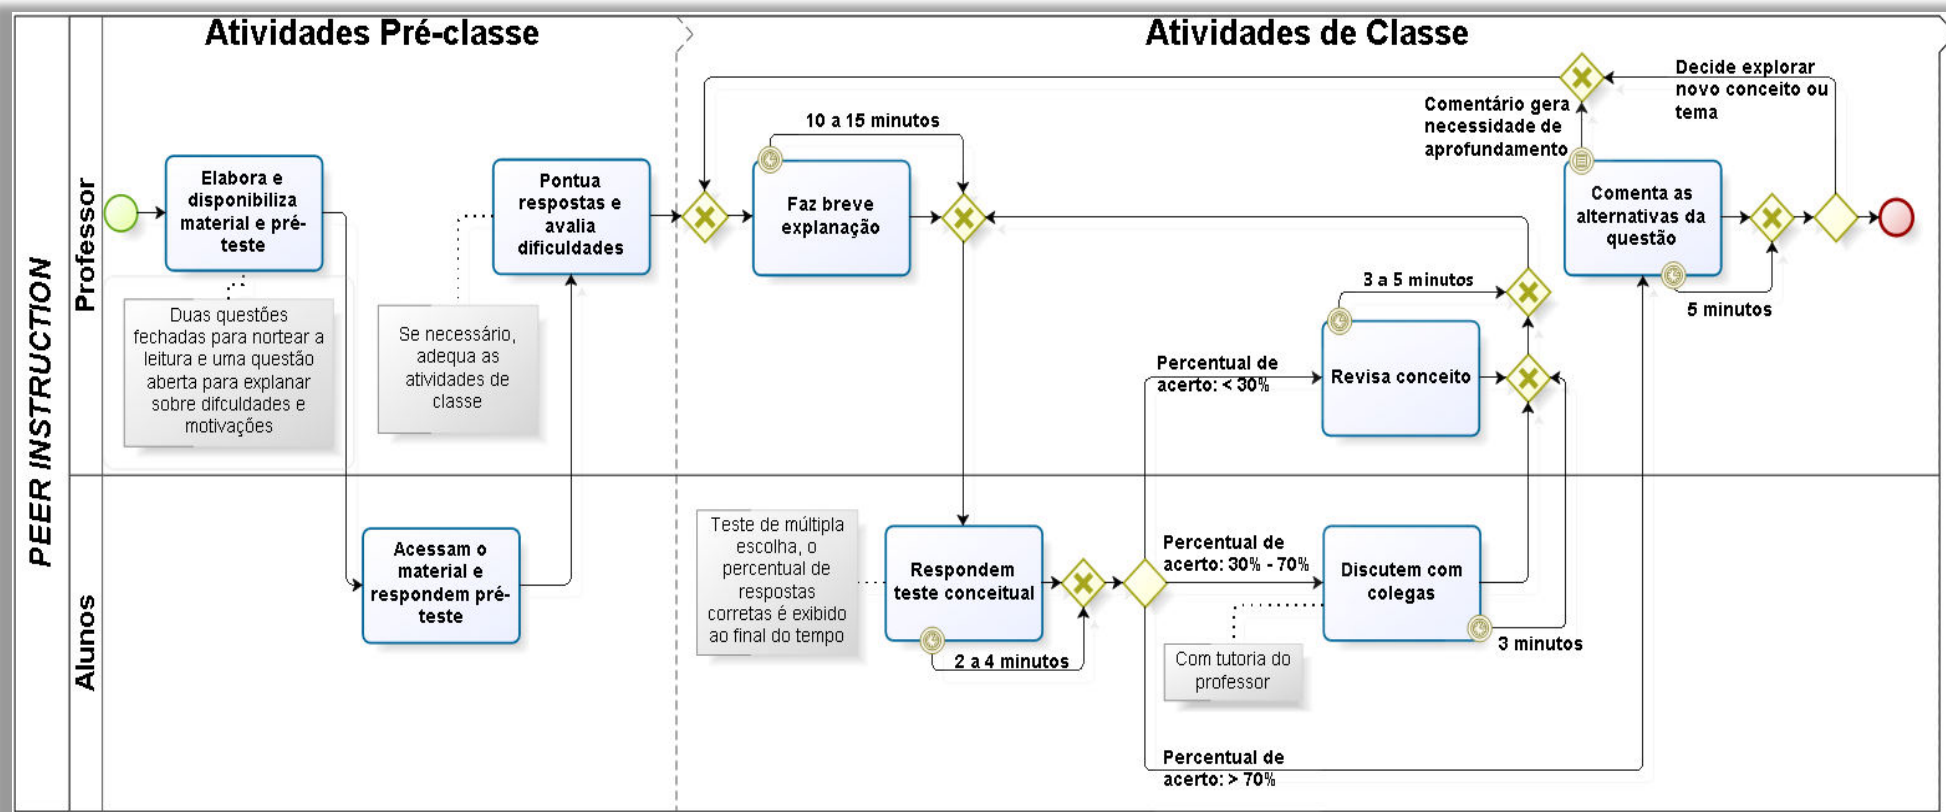 Atividades Pré-classe
Atividades de Classe
PEER INSTRUCTION
Professor
Alunos
Elabora e
disponibiliza
material e pré-
teste
Duas questões
fechadas para nortear a
leitura e uma questão
aberta para explanar
sobre difculdades e
motivações
Acessam o
material e
respondem pré-
teste
Pontua
respostas e
avalia
dificuldades
Se necessário,
adequa as
atividades de
classe
10 a 15 minutos
Faz breve
explanação
Teste de múltipla
escolha, o
percentual de
respostas
corretas é exibido
ao final do tempo
Respondem
teste conceitual
2 a 4 minutos
Percentual de
acerto: < 30%
Percentual de
acerto: 30% - 70%
Percentual de
acerto: > 70%
3 a 5 minutos
Revisa conceito
Discutem com
colegas
3 minutos
Com tutoria do
professor
Comentário gera
necessidade de
aprofundamento
Decide explorar
novo conceito ou
tema
Comenta as
alternativas da
questão
5 minutos